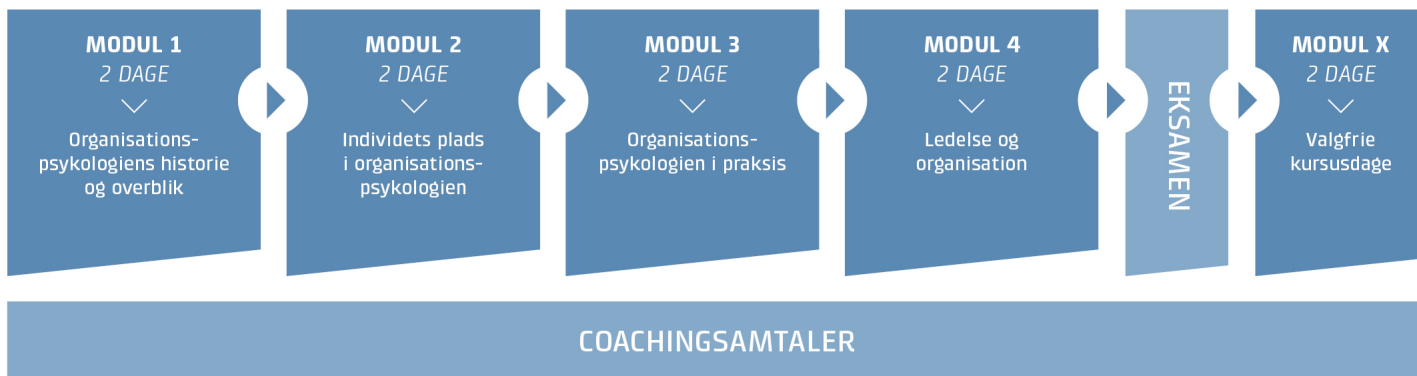 MODUL 1
2 DAGE
Organisations-
psykologiens historie
og overblik
MODUL 2
2 DAGE
Individets plads
i organisations-
psykologien
MODUL 3
2 DAGE
Organisations-
psykologien i praksis
MODUL 4
2 DAGE
Ledelse og
organisation
EKSAMEN
MODUL X
2 DAGE
Valgfrie
kursusdage
COACHINGSAMTALER